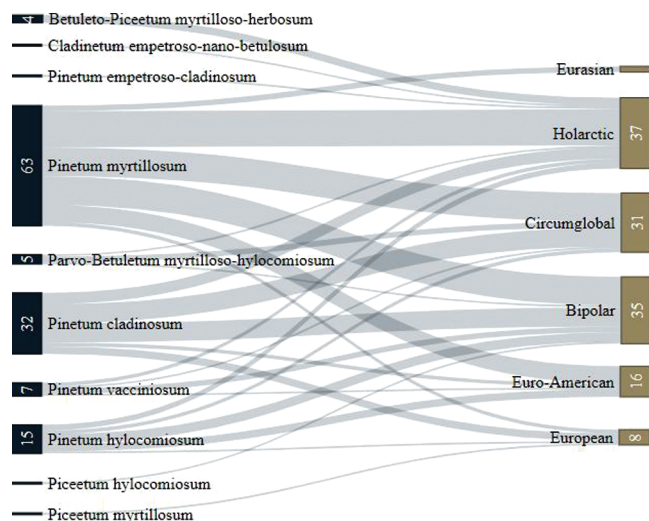 4 Betuleto-Piceetum myrtilloso-herbosum
Cladinetum empetroso-nano-betulosum
Pinetum empetroso-cladinosum
63 Pinetum myrtillosum
5 Parvo-Betuletum myrtilloso-hylocomiosum
32 Pinetum cladinosum
7 Pinetum vacciniosum
15 Pinetum hylocomiosum
Piceetum hylocomiosum
Piceetum myrtillosum
Eurasian
Holarctic 37
Circumglobal 31
Bipolar 35
Euro-American 16
European 8